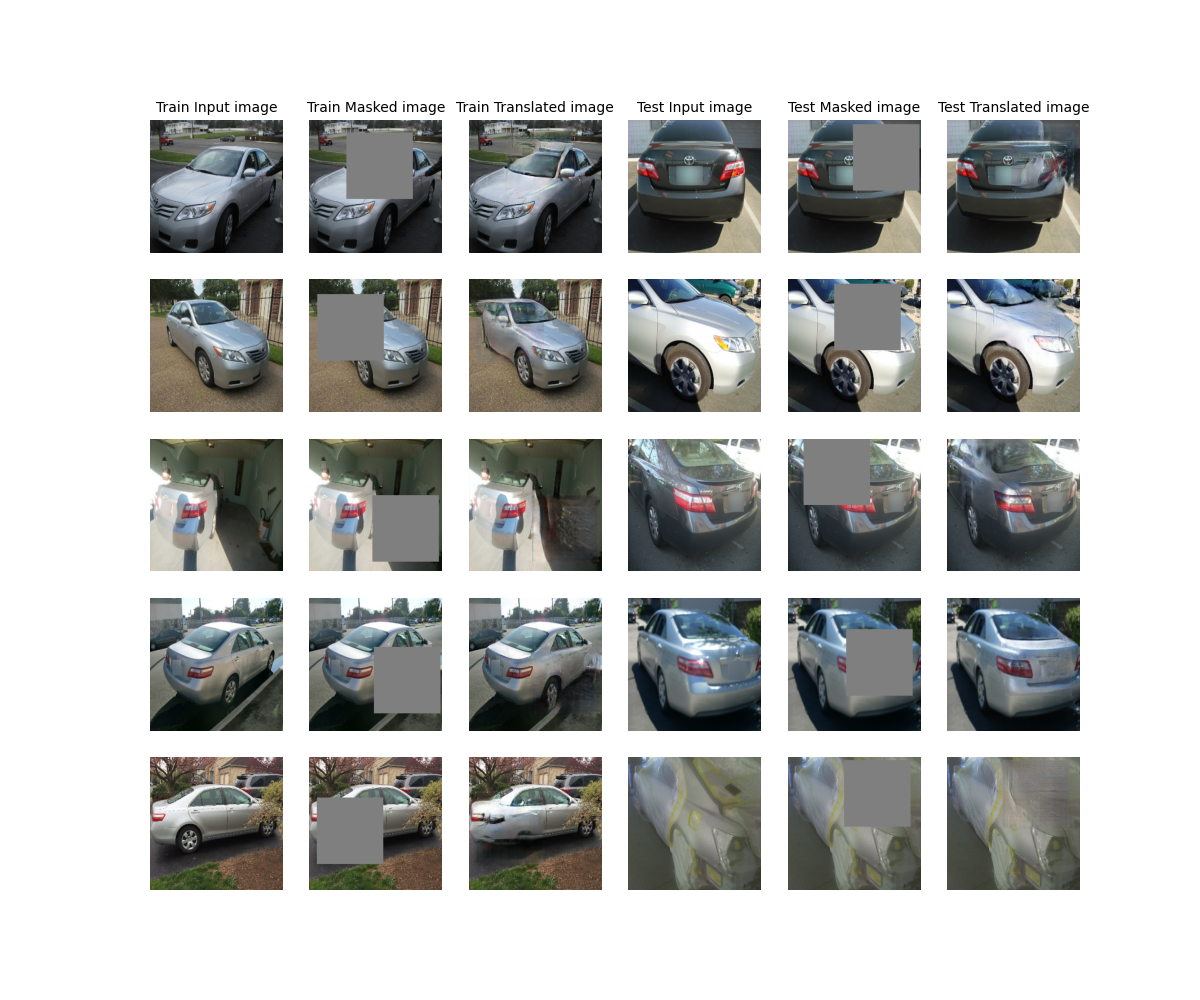 Train Input image
Train Masked image
Train Translated image
Test Input image
Test Masked image
Test Translated image